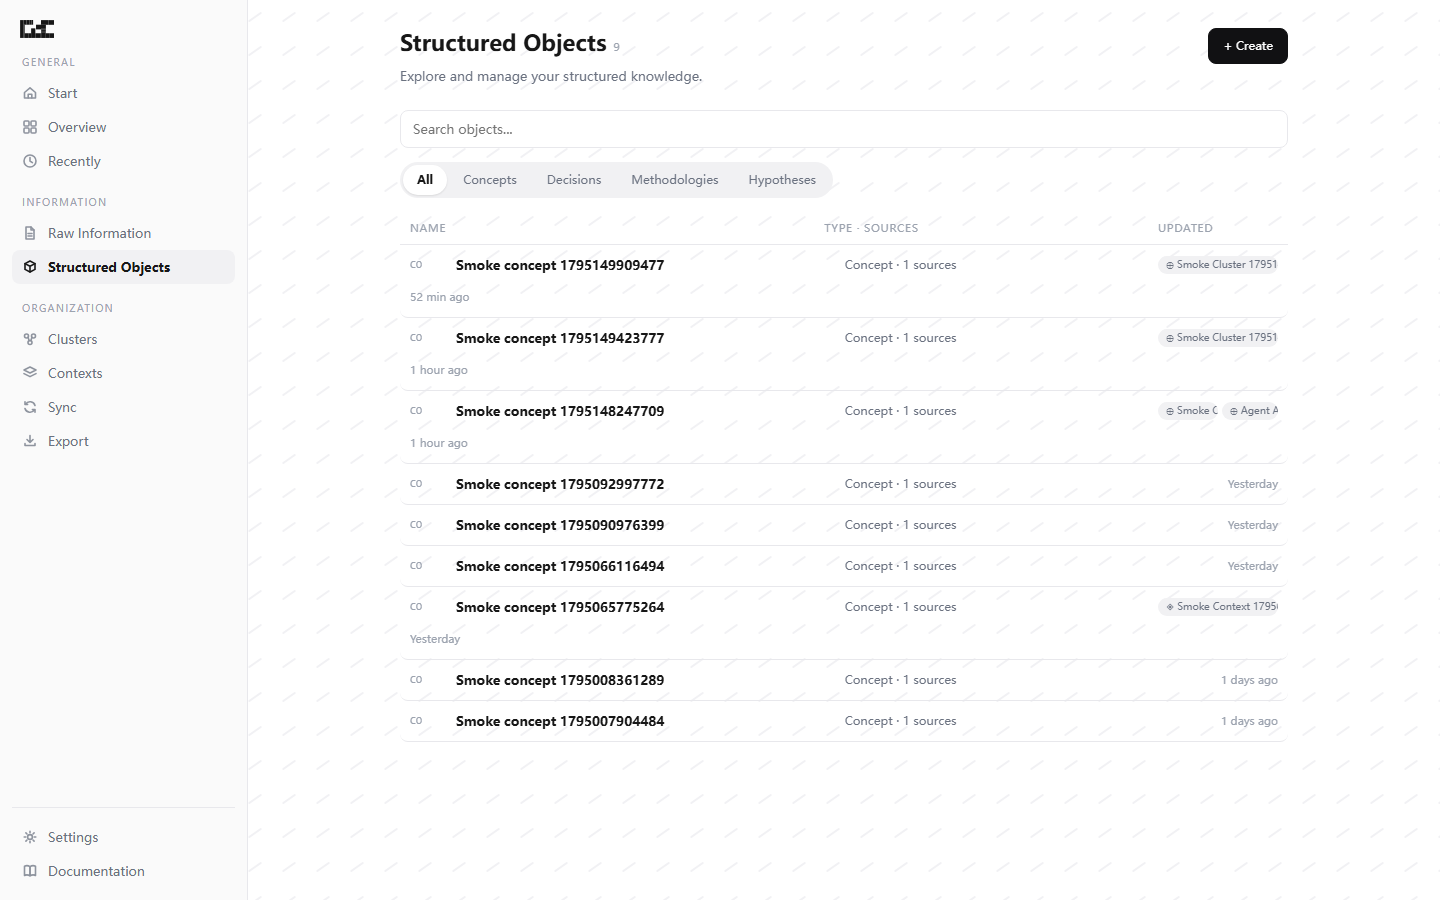 GENERAL
Start
Overview
Recently
INFORMATION
Raw Information
Structured Objects
ORGANIZATION
Clusters
Contexts
Sync
Export
Settings
Documentation
Structured Objects 9
+ Create
Explore and manage your structured knowledge.
Search objects...
All Concepts Decisions Methodologies Hypotheses
NAME TYPE · SOURCES UPDATED
CO Smoke concept 1795149909477 Concept · 1 sources Smoke Cluster 17951
52 min ago
CO Smoke concept 1795149423777 Concept · 1 sources Smoke Cluster 17951
1 hour ago
CO Smoke concept 1795148247709 Concept · 1 sources Smoke C Agent A
1 hour ago
CO Smoke concept 1795092997772 Concept · 1 sources Yesterday
CO Smoke concept 1795090976399 Concept · 1 sources Yesterday
CO Smoke concept 1795066116494 Concept · 1 sources Yesterday
CO Smoke concept 1795065775264 Concept · 1 sources Smoke Context 1795
Yesterday
CO Smoke concept 1795008361289 Concept · 1 sources 1 days ago
CO Smoke concept 1795007904484 Concept · 1 sources 1 days ago